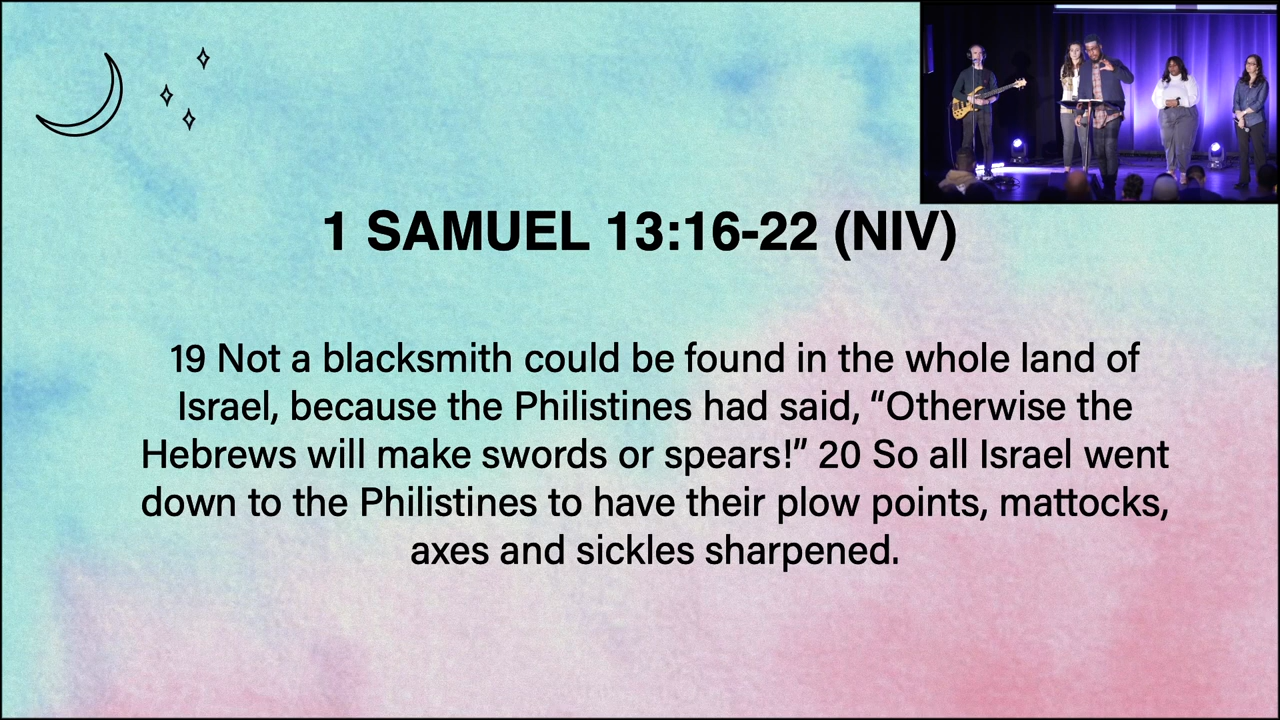 1 SAMUEL 13:16-22 (NIV)
19 Not a blacksmith could be found in the whole land of
Israel, because the Philistines had said, “Otherwise the
Hebrews will make swords or spears!” 20 So all Israel went
down to the Philistines to have their plow points, mattocks,
axes and sickles sharpened.